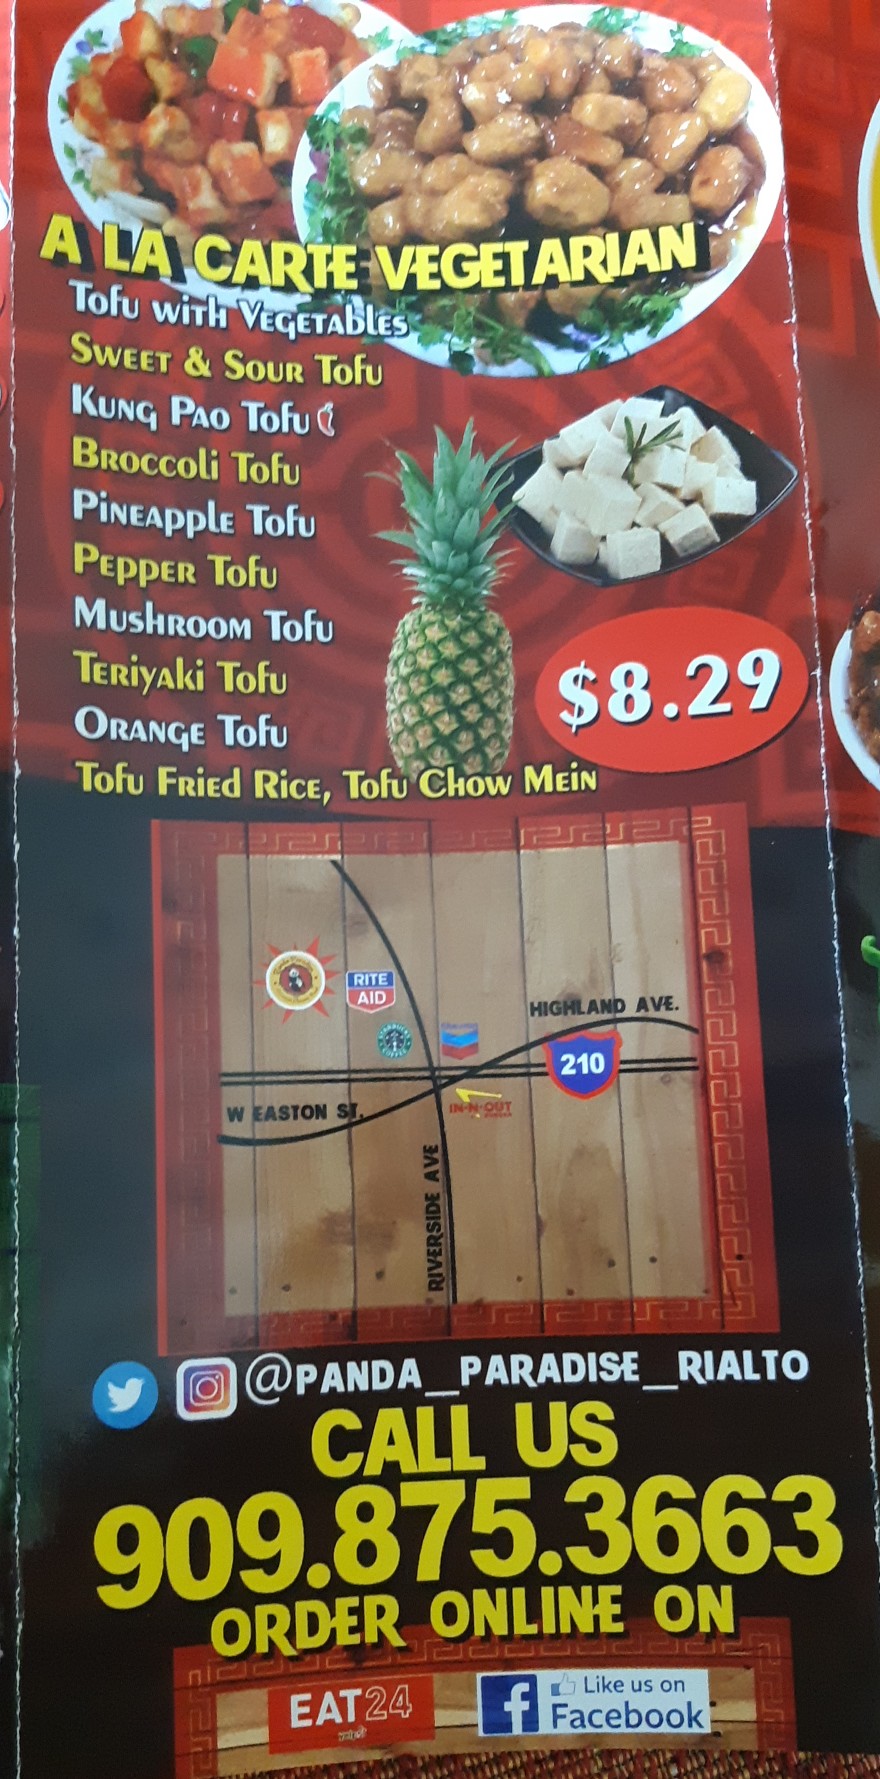 A LA CARTE VEGETARIAN
Tofu with Vegetables
Sweet & Sour Tofu
Kung Pao Tofu
Broccoli Tofu
Pineapple Tofu
Pepper Tofu
Mushroom Tofu
Teriyaki Tofu
Orange Tofu
$8.29
Tofu Fried Rice, Tofu Chow Mein
RITE
AID
HIGHLAND AVE.
210
W EASTON ST.
IN-N-OUT
RIVERSIDE AVE
@PANDA_PARADISE_RIALTO
CALL US
909.875.3663
ORDER ONLINE ON
EAT24
Like us on
Facebook